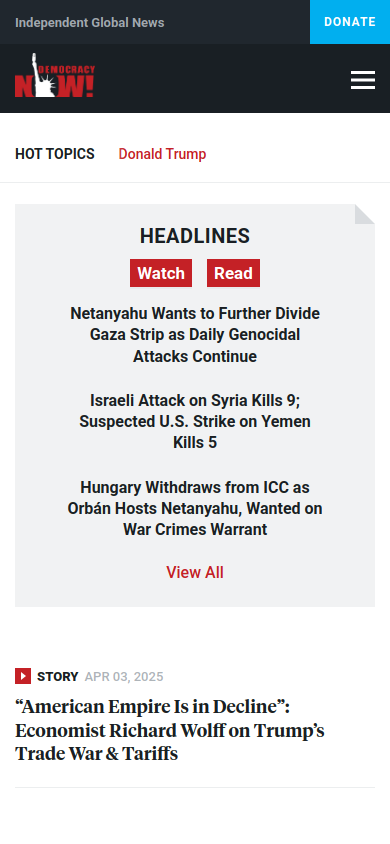 Independent Global News
DONATE
DEMOCRACY
NOW!
HOT TOPICS
Donald Trump
HEADLINES
Watch
Read
Netanyahu Wants to Further Divide
Gaza Strip as Daily Genocidal
Attacks Continue
Israeli Attack on Syria Kills 9;
Suspected U.S. Strike on Yemen
Kills 5
Hungary Withdraws from ICC as
Orbán Hosts Netanyahu, Wanted on
War Crimes Warrant
View All
STORY APR 03, 2025
“American Empire Is in Decline”:
Economist Richard Wolff on Trump’s
Trade War & Tariffs